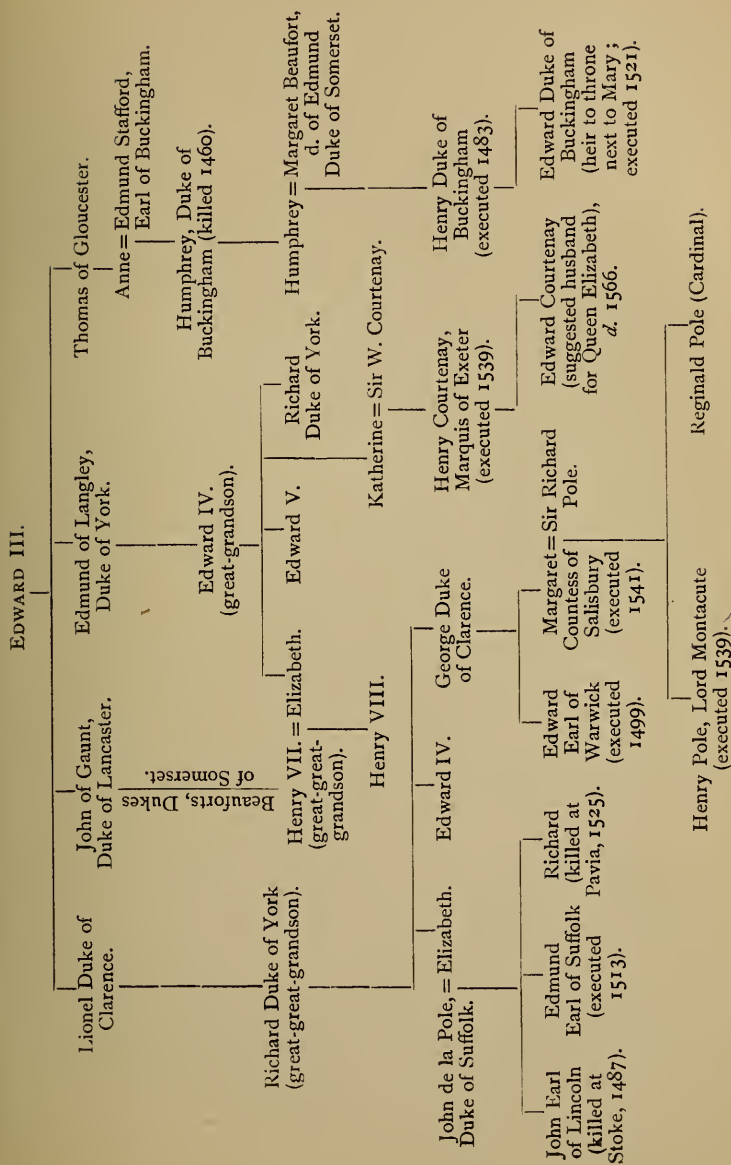 EDWARD III.
Lionel Duke of
Clarence.
John of Gaunt,
Duke of Lancaster.
Edmund of Langley,
Duke of York.
Thomas of Gloucester.
Anne = Edmund Stafford,
Earl of Buckingham.
Beauforts, Dukes
of Somerset.
Humphrey, Duke of
Buckingham (killed 1460).
Richard Duke of York
(great-great-grandson).
Henry VII. = Elizabeth.
(great-great-
grandson).
Edward IV.
(great-grandson).
Edward V.
Richard
Duke of York.
Humphrey = Margaret Beaufort,
d. of Edmund
Duke of Somerset.
Henry VIII.
Katherine = Sir W. Courtenay.
John de la Pole, = Elizabeth.
Duke of Suffolk.
Edward IV.
George Duke
of Clarence.
Henry Courtenay,
Marquis of Exeter
(executed 1539).
Henry Duke of
Buckingham
(executed 1483).
John Earl
of Lincoln
(killed at
Stoke, 1487).
Edmund
Earl of Suffolk
(executed
1513).
Richard
(killed at
Pavia, 1525).
Edward
Earl of
Warwick
(executed
1499).
Margaret = Sir Richard
Countess of Pole.
Salisbury
(executed
1541).
Edward Courtenay
(suggested husband
for Queen Elizabeth),
d. 1566.
Edward Duke of
Buckingham
(heir to throne
next to Mary ;
executed 1521).
Henry Pole, Lord Montacute
(executed 1539).
Reginald Pole (Cardinal).